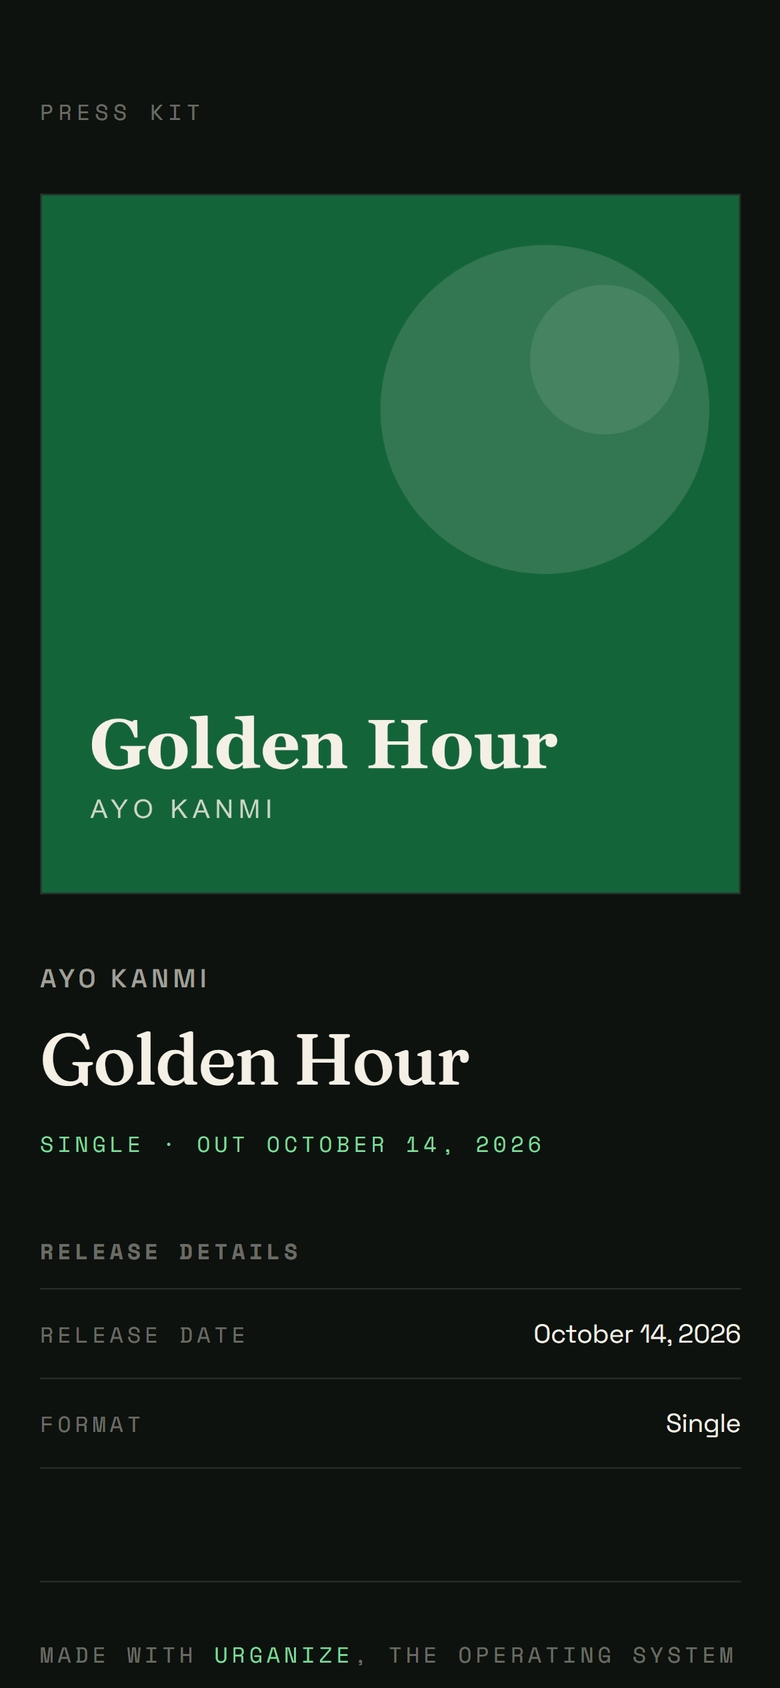 PRESS KIT
Golden Hour
AYO KANMI
AYO KANMI
Golden Hour
SINGLE · OUT OCTOBER 14, 2026
RELEASE DETAILS
RELEASE DATE October 14, 2026
FORMAT Single
MADE WITH URGANIZE, THE OPERATING SYSTEM